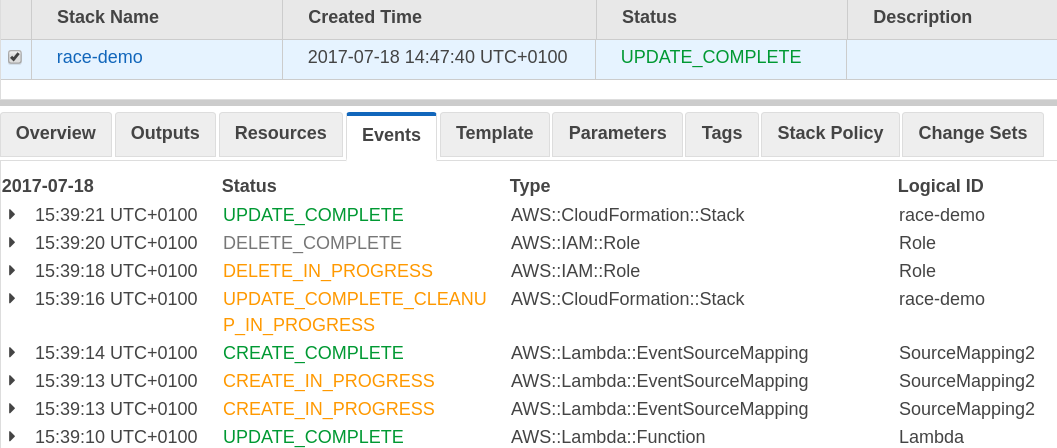 Stack Name Created Time Status Description
race-demo 2017-07-18 14:47:40 UTC+0100 UPDATE_COMPLETE
Overview Outputs Resources Events Template Parameters Tags Stack Policy Change Sets
2017-07-18 Status Type Logical ID
15:39:21 UTC+0100 UPDATE_COMPLETE AWS::CloudFormation::Stack race-demo
15:39:20 UTC+0100 DELETE_COMPLETE AWS::IAM::Role Role
15:39:18 UTC+0100 DELETE_IN_PROGRESS AWS::IAM::Role Role
15:39:16 UTC+0100 UPDATE_COMPLETE_CLEANU AWS::CloudFormation::Stack race-demo
P_IN_PROGRESS
15:39:14 UTC+0100 CREATE_COMPLETE AWS::Lambda::EventSourceMapping SourceMapping2
15:39:13 UTC+0100 CREATE_IN_PROGRESS AWS::Lambda::EventSourceMapping SourceMapping2
15:39:13 UTC+0100 CREATE_IN_PROGRESS AWS::Lambda::EventSourceMapping SourceMapping2
15:39:10 UTC+0100 UPDATE_COMPLETE AWS::Lambda::Function Lambda